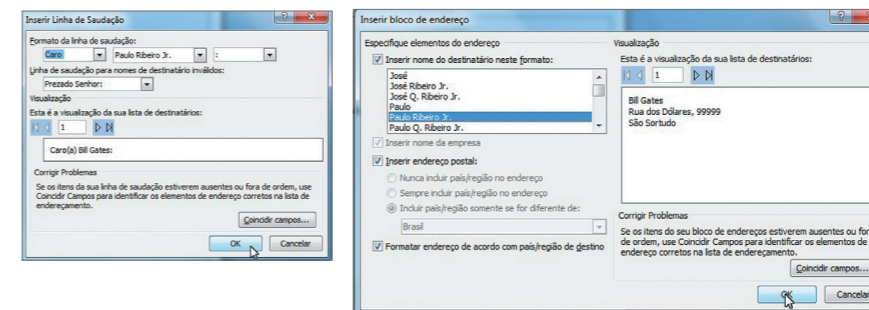 Inserir Linha de Saudação
Formato da linha de saudação:
Caro Paulo Ribeiro Jr. :
Linha de saudação para nomes de destinatário inválidos:
Prezado Senhor:
Visualização
Esta é a visualização da sua lista de destinatários:
1
Caro(a) Bill Gates:
Corrigir Problemas
Se os itens da sua linha de saudação estiverem ausentes ou fora de ordem, use
Coincidir Campos para identificar os elementos de endereço corretos na lista de
endereçamento.
Coincidir campos...
OK Cancelar
Inserir bloco de endereço
Especifique elementos do endereço
Inserir nome do destinatário neste formato:
José
José Ribeiro Jr.
José Q. Ribeiro Jr.
Paulo
Paulo Ribeiro Jr.
Paulo Q. Ribeiro Jr.
Inserir nome da empresa
Inserir endereço postal:
Nunca incluir país/região no endereço
Sempre incluir país/região no endereço
Incluir país/região somente se for diferente de:
Brasil
Formatar endereço de acordo com país/região de destino
Visualização
Esta é a visualização da sua lista de destinatários:
1
Bill Gates
Rua dos Dólares, 99999
São Sortudo
Corrigir Problemas
Se os itens do seu bloco de endereços estiverem ausentes ou for
de ordem, use Coincidir Campos para identificar os elementos de
endereço corretos na lista de endereçamento.
Coincidir campos...
OK Cancelar